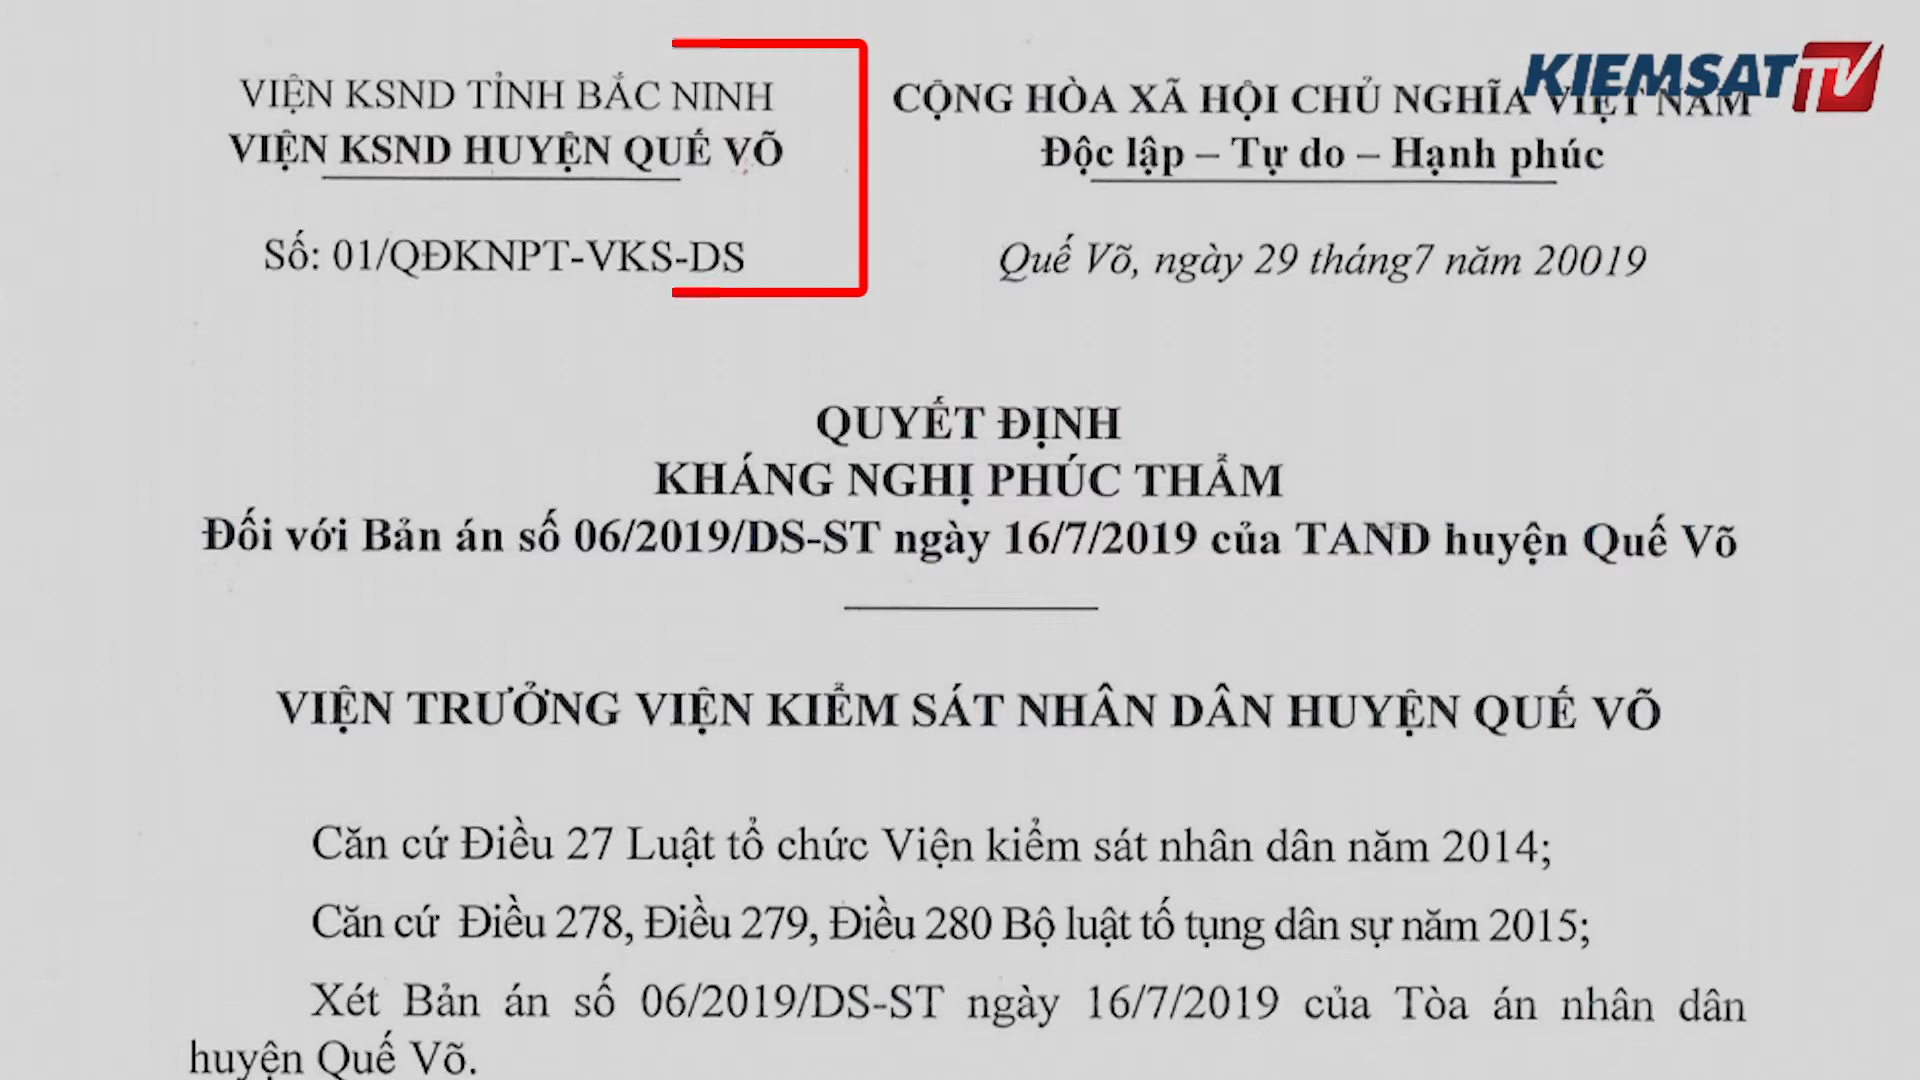 VIỆN KSND TỈNH BẮC NINH
VIỆN KSND HUYỆN QUẾ VÕ
Số: 01/QĐKNPT-VKS-DS
CỘNG HÒA XÃ HỘI CHỦ NGHĨA VIỆT NAM
Độc lập – Tự do – Hạnh phúc
Quế Võ, ngày 29 tháng7 năm 20019
KIEMSAT TV
QUYẾT ĐỊNH
KHÁNG NGHỊ PHÚC THẨM
Đối với Bản án số 06/2019/DS-ST ngày 16/7/2019 của TAND huyện Quế Võ
VIỆN TRƯỞNG VIỆN KIỂM SÁT NHÂN DÂN HUYỆN QUẾ VÕ
Căn cứ Điều 27 Luật tổ chức Viện kiểm sát nhân dân năm 2014;
Căn cứ Điều 278, Điều 279, Điều 280 Bộ luật tố tụng dân sự năm 2015;
Xét Bản án số 06/2019/DS-ST ngày 16/7/2019 của Tòa án nhân dân
huyện Quế Võ.